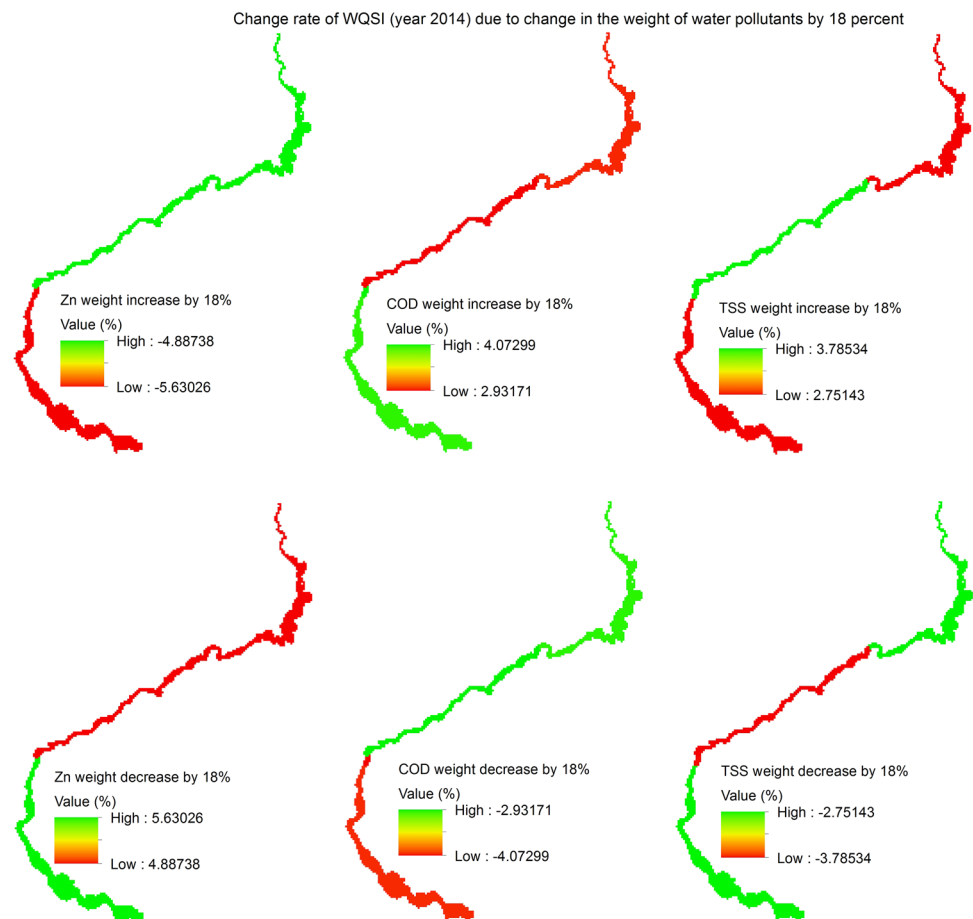 Change rate of WQSI (year 2014) due to change in the weight of water pollutants by 18 percent
Zn weight increase by 18%
Value (%)
High : -4.88738
Low : -5.63026
COD weight increase by 18%
Value (%)
High : 4.07299
Low : 2.93171
TSS weight increase by 18%
Value (%)
High : 3.78534
Low : 2.75143
Zn weight decrease by 18%
Value (%)
High : 5.63026
Low : 4.88738
COD weight decrease by 18%
Value (%)
High : -2.93171
Low : -4.07299
TSS weight decrease by 18%
Value (%)
High : -2.75143
Low : -3.78534